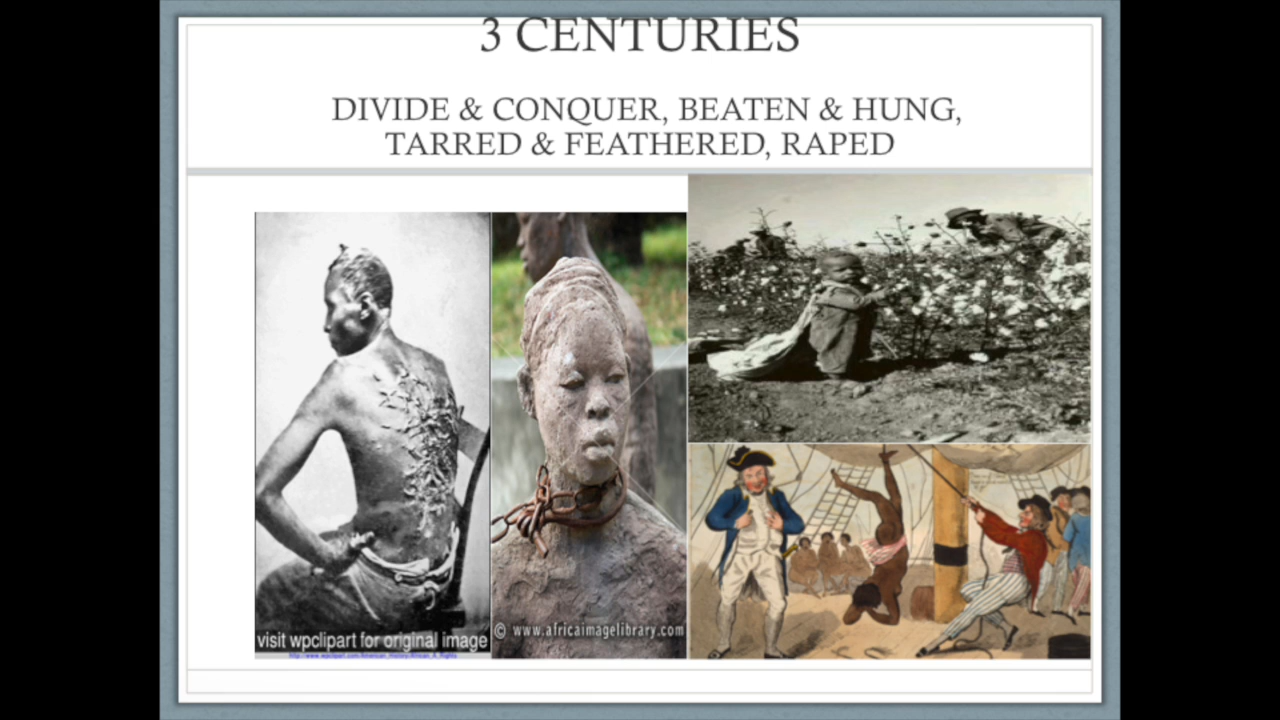 3 CENTURIES
DIVIDE & CONQUER, BEATEN & HUNG,
TARRED & FEATHERED, RAPED
visit wpclipart for original image
© www.africaimagelibrary.com